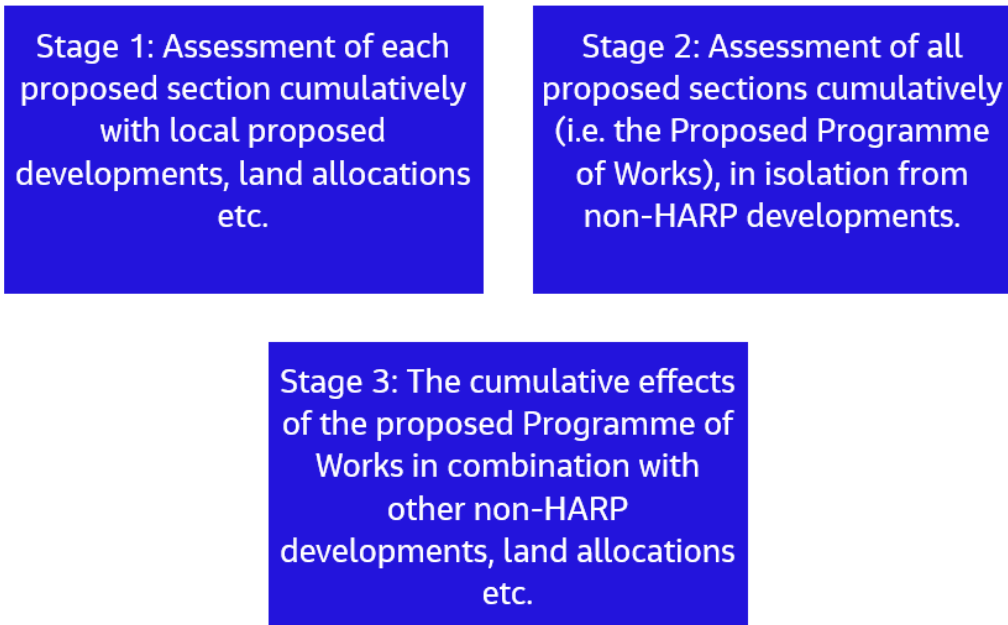 Stage 1: Assessment of each
proposed section cumulatively
with local proposed
developments, land allocations
etc.
Stage 2: Assessment of all
proposed sections cumulatively
(i.e. the Proposed Programme
of Works), in isolation from
non-HARP developments.
Stage 3: The cumulative effects
of the proposed Programme of
Works in combination with
other non-HARP
developments, land allocations
etc.